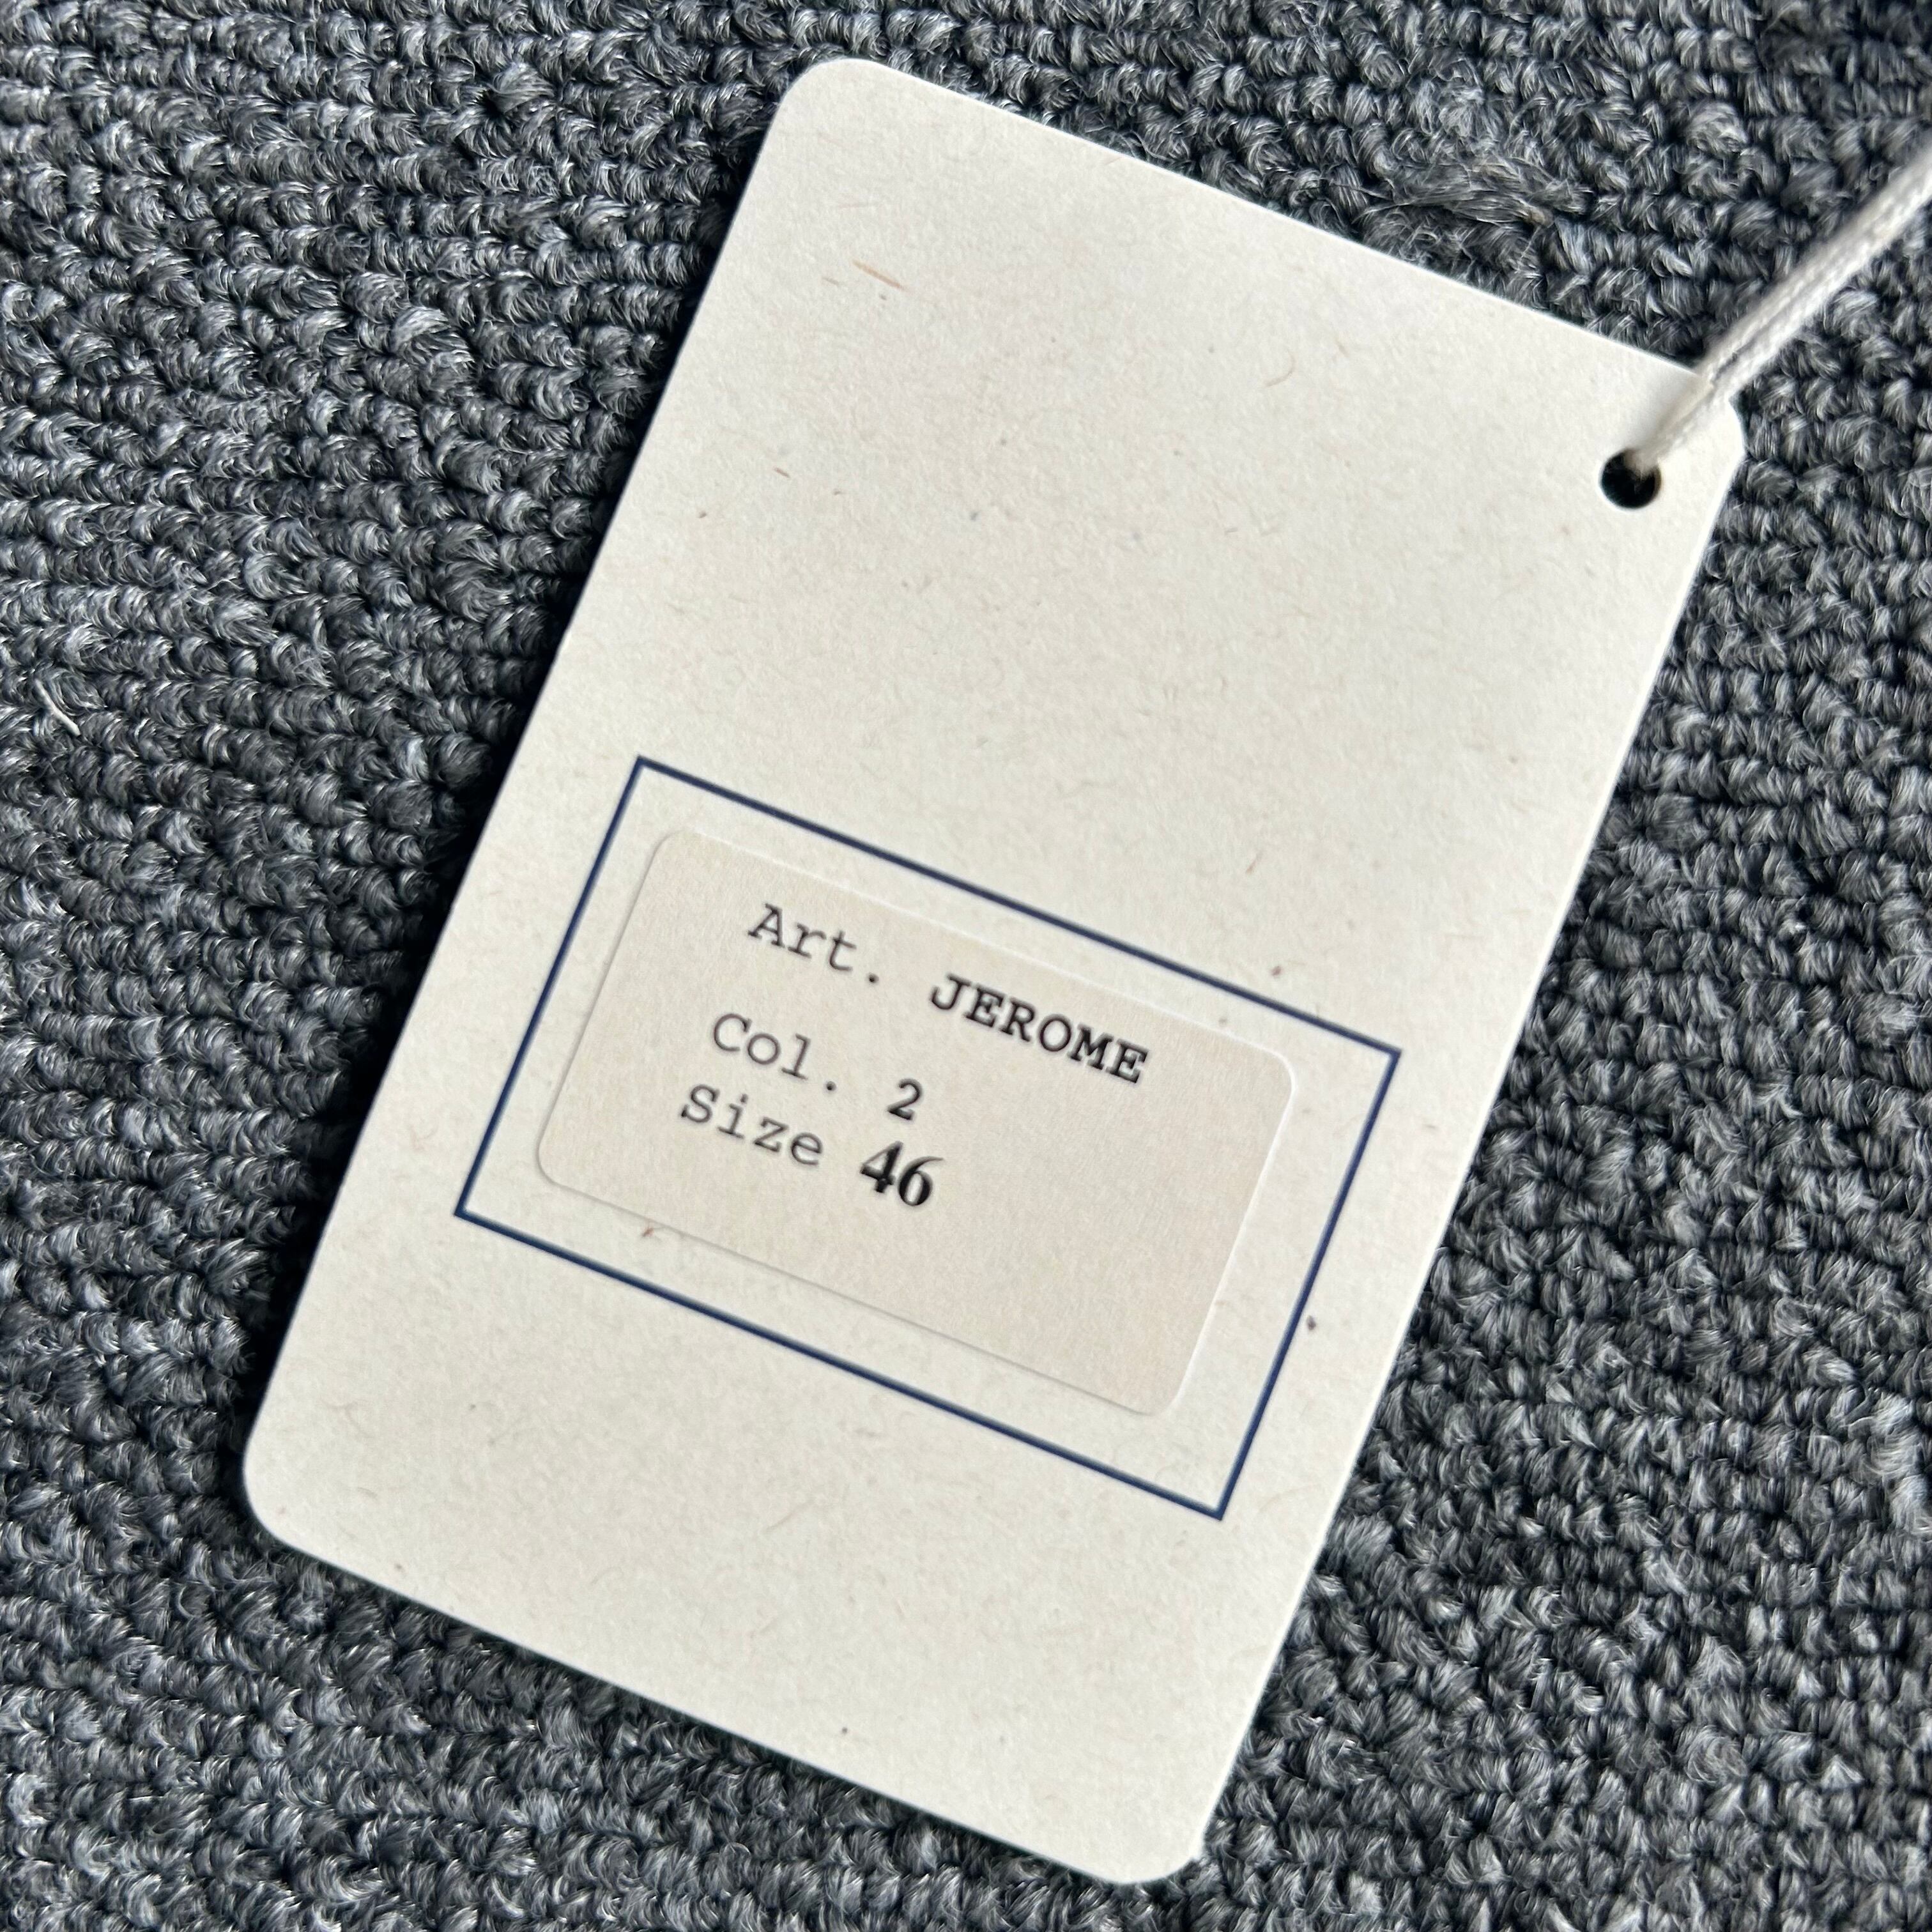 Art. JEROME
Col. 2
Size 46